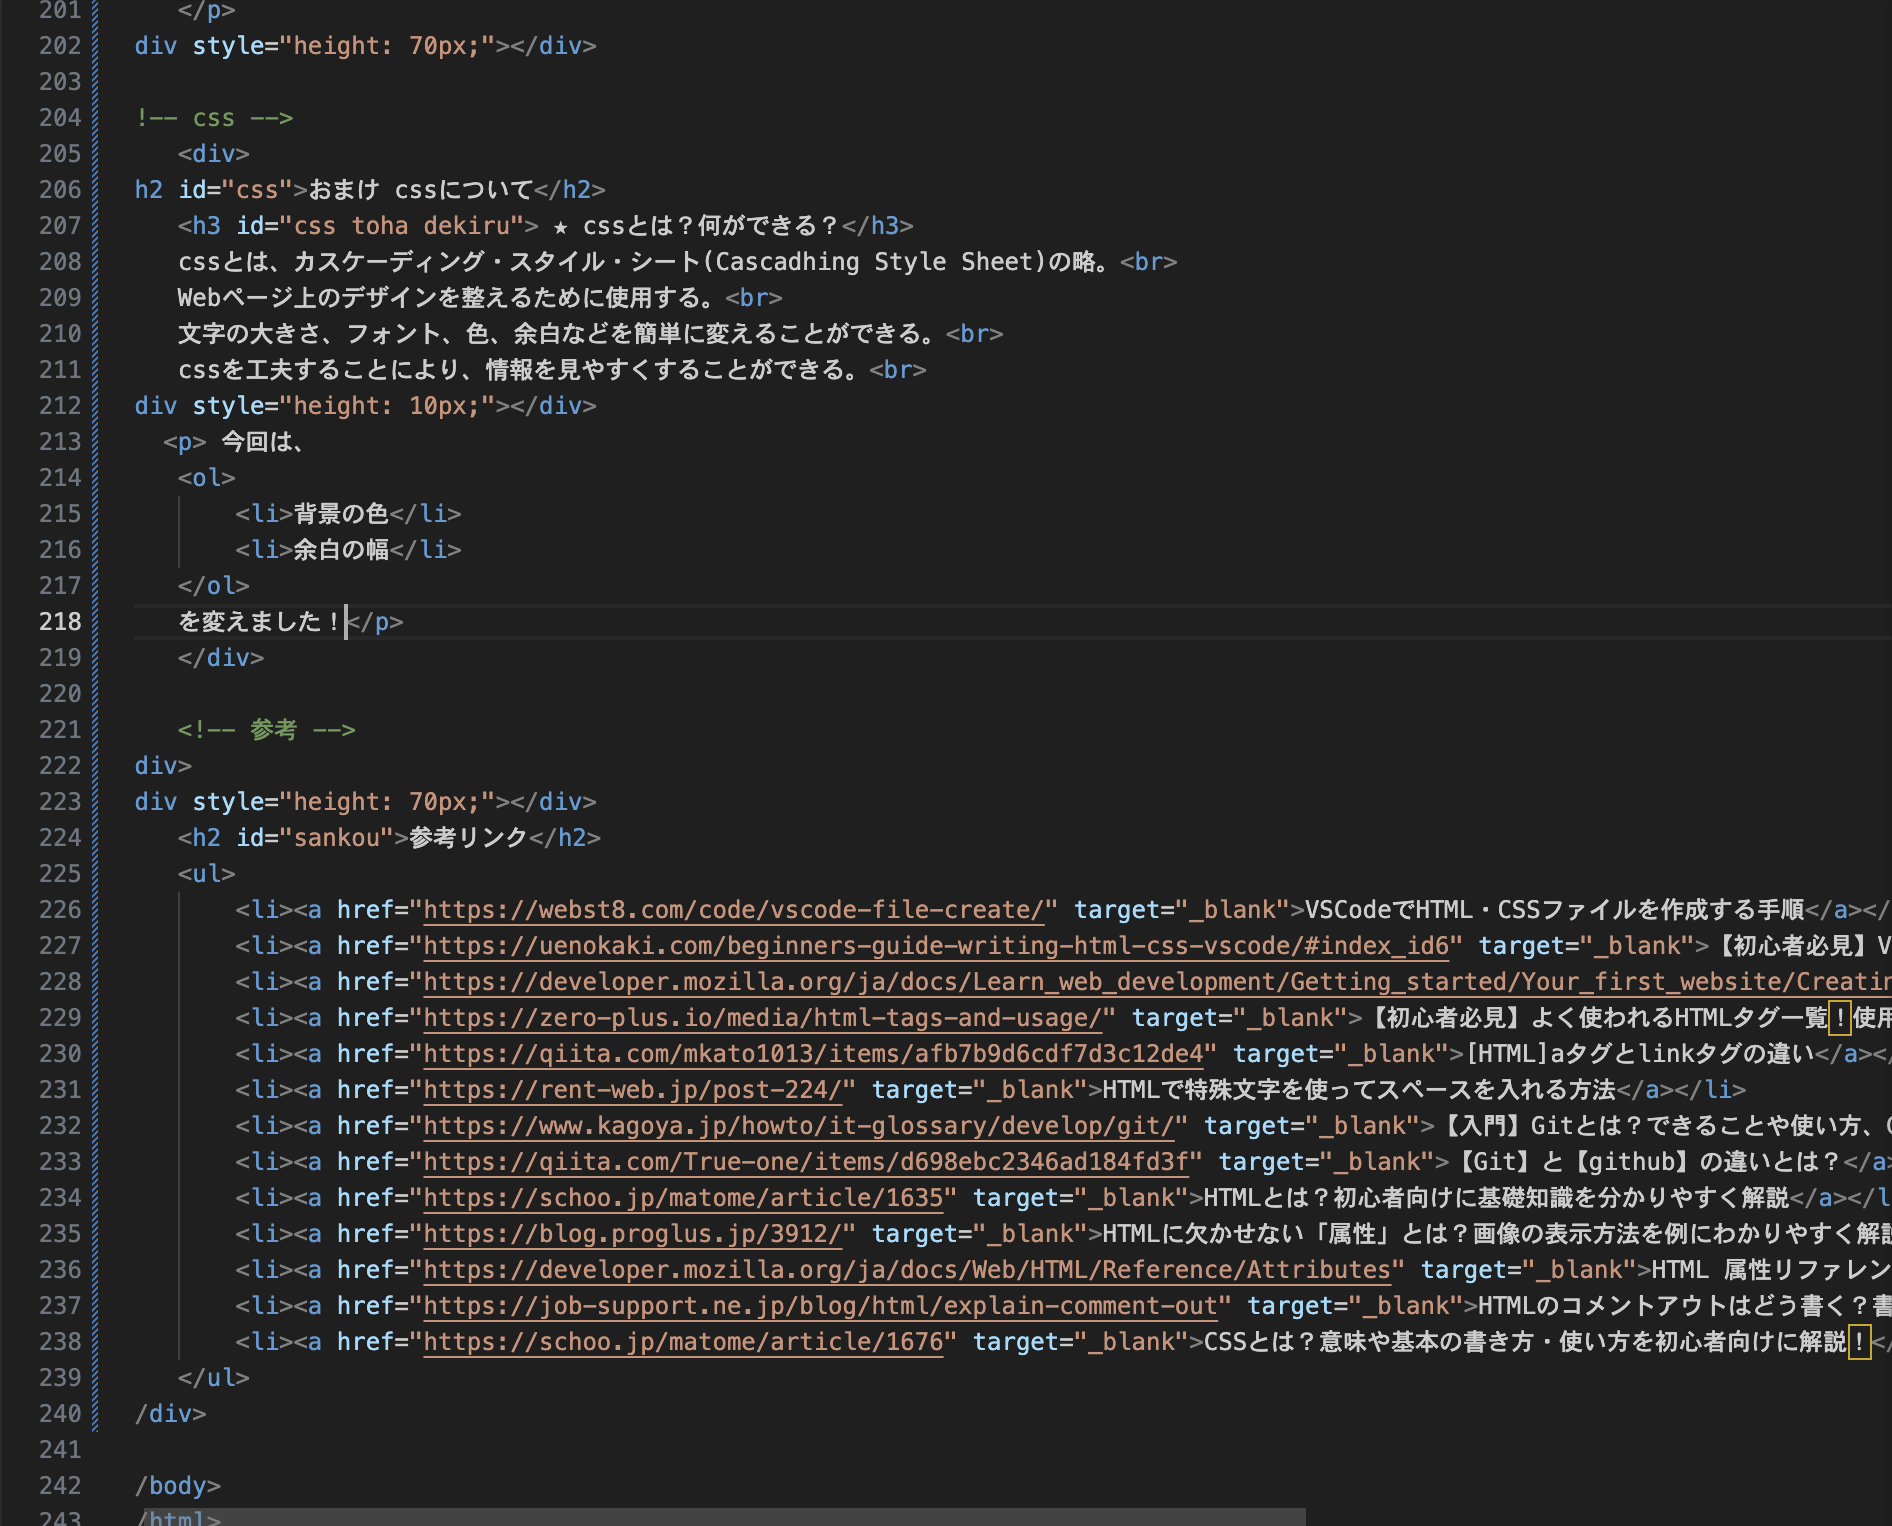 201 </p>
202 div style="height: 70px;"></div>
203
204 !-- css -->
205 <div>
206 h2 id="css">おまけ cssについて</h2>
207 <h3 id="css toha dekiru"> ★ cssとは？何ができる？</h3>
208 cssとは、カスケーディング・スタイル・シート(Cascadhing Style Sheet)の略。<br>
209 Webページ上のデザインを整えるために使用する。<br>
210 文字の大きさ、フォント、色、余白などを簡単に変えることができる。<br>
211 cssを工夫することにより、情報を見やすくすることができる。<br>
212 div style="height: 10px;"></div>
213 <p> 今回は、
214 <ol>
215 <li>背景の色</li>
216 <li>余白の幅</li>
217 </ol>
218 を変えました！</p>
219 </div>
220
221 <!-- 参考 -->
222 div>
223 div style="height: 70px;"></div>
224 <h2 id="sankou">参考リンク</h2>
225 <ul>
226 <li><a href="https://webst8.com/code/vscode-file-create/" target="_blank">VSCodeでHTML・CSSファイルを作成する手順</a></
227 <li><a href="https://uenokaki.com/beginners-guide-writing-html-css-vscode/#index_id6" target="_blank">【初心者必見】V
228 <li><a href="https://developer.mozilla.org/ja/docs/Learn_web_development/Getting_started/Your_first_website/Creatin
229 <li><a href="https://zero-plus.io/media/html-tags-and-usage/" target="_blank">【初心者必見】よく使われるHTMLタグ一覧！使用
230 <li><a href="https://qiita.com/mkato1013/items/afb7b9d6cdf7d3c12de4" target="_blank">[HTML]aタグとlinkタグの違い</a></
231 <li><a href="https://rent-web.jp/post-224/" target="_blank">HTMLで特殊文字を使ってスペースを入れる方法</a></li>
232 <li><a href="https://www.kagoya.jp/howto/it-glossary/develop/git/" target="_blank">【入門】Gitとは？できることや使い方、
233 <li><a href="https://qiita.com/True-one/items/d698ebc2346ad184fd3f" target="_blank">【Git】と【github】の違いとは？</a>
234 <li><a href="https://schoo.jp/matome/article/1635" target="_blank">HTMLとは？初心者向けに基礎知識を分かりやすく解説</a></l
235 <li><a href="https://blog.proglus.jp/3912/" target="_blank">HTMLに欠かせない「属性」とは？画像の表示方法を例にわかりやすく解説
236 <li><a href="https://developer.mozilla.org/ja/docs/Web/HTML/Reference/Attributes" target="_blank">HTML 属性リファレン
237 <li><a href="https://job-support.ne.jp/blog/html/explain-comment-out" target="_blank">HTMLのコメントアウトはどう書く？書
238 <li><a href="https://schoo.jp/matome/article/1676" target="_blank">CSSとは？意味や基本の書き方・使い方を初心者向けに解説！</
239 </ul>
240 /div>
241
242 /body>
243 /html>